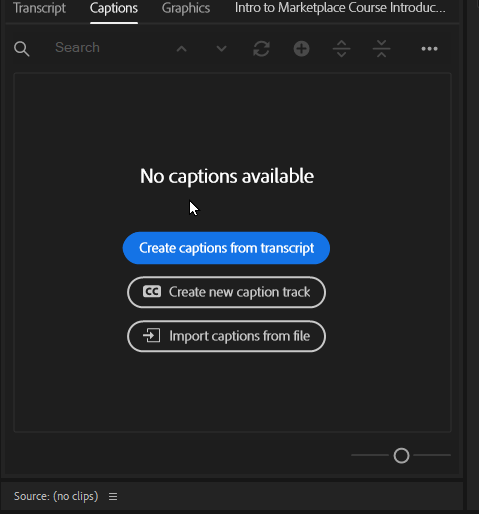 Transcript Captions Graphics Intro to Marketplace Course Introduc...
Search
No captions available
Create captions from transcript
CC Create new caption track
Import captions from file
Source: (no clips)